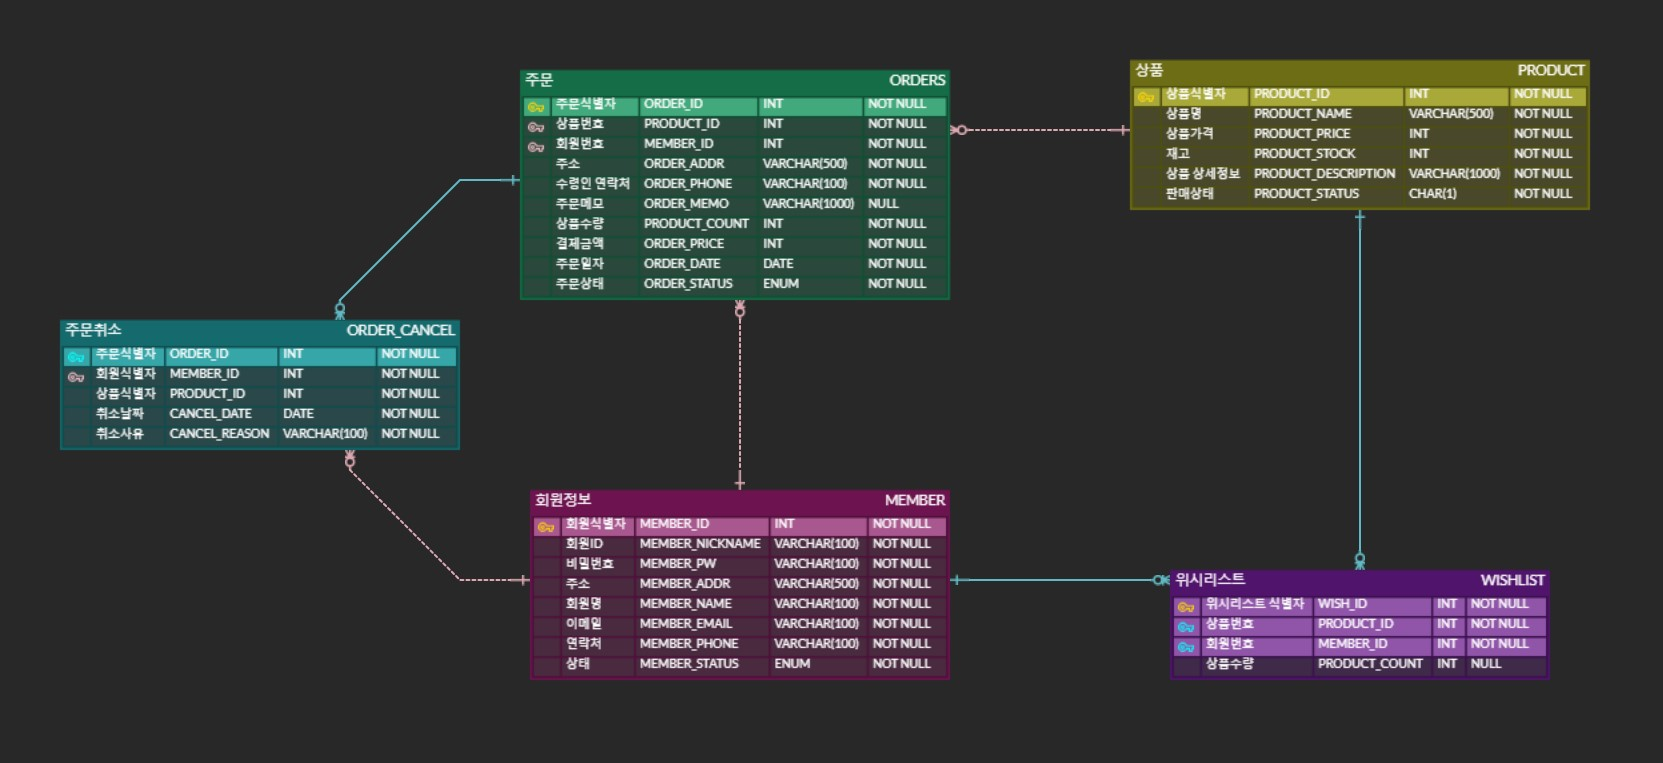 주문 ORDERS
주문식별자 ORDER_ID INT NOT NULL
상품번호 PRODUCT_ID INT NOT NULL
회원번호 MEMBER_ID INT NOT NULL
주소 ORDER_ADDR VARCHAR(500) NOT NULL
수령인 연락처 ORDER_PHONE VARCHAR(100) NOT NULL
주문메모 ORDER_MEMO VARCHAR(1000) NULL
상품수량 PRODUCT_COUNT INT NOT NULL
결제금액 ORDER_PRICE INT NOT NULL
주문일자 ORDER_DATE DATE NOT NULL
주문상태 ORDER_STATUS ENUM NOT NULL
상품 PRODUCT
상품식별자 PRODUCT_ID INT NOT NULL
상품명 PRODUCT_NAME VARCHAR(500) NOT NULL
상품가격 PRODUCT_PRICE INT NOT NULL
재고 PRODUCT_STOCK INT NOT NULL
상품 상세정보 PRODUCT_DESCRIPTION VARCHAR(1000) NOT NULL
판매상태 PRODUCT_STATUS CHAR(1) NOT NULL
주문취소 ORDER_CANCEL
주문식별자 ORDER_ID INT NOT NULL
회원식별자 MEMBER_ID INT NOT NULL
상품식별자 PRODUCT_ID INT NOT NULL
취소날짜 CANCEL_DATE DATE NOT NULL
취소사유 CANCEL_REASON VARCHAR(100) NOT NULL
회원정보 MEMBER
회원식별자 MEMBER_ID INT NOT NULL
회원ID MEMBER_NICKNAME VARCHAR(100) NOT NULL
비밀번호 MEMBER_PW VARCHAR(100) NOT NULL
주소 MEMBER_ADDR VARCHAR(500) NOT NULL
회원명 MEMBER_NAME VARCHAR(100) NOT NULL
이메일 MEMBER_EMAIL VARCHAR(100) NOT NULL
연락처 MEMBER_PHONE VARCHAR(100) NOT NULL
상태 MEMBER_STATUS ENUM NOT NULL
위시리스트 WISHLIST
위시리스트 식별자 WISH_ID INT NOT NULL
상품번호 PRODUCT_ID INT NOT NULL
회원번호 MEMBER_ID INT NOT NULL
상품수량 PRODUCT_COUNT INT NULL